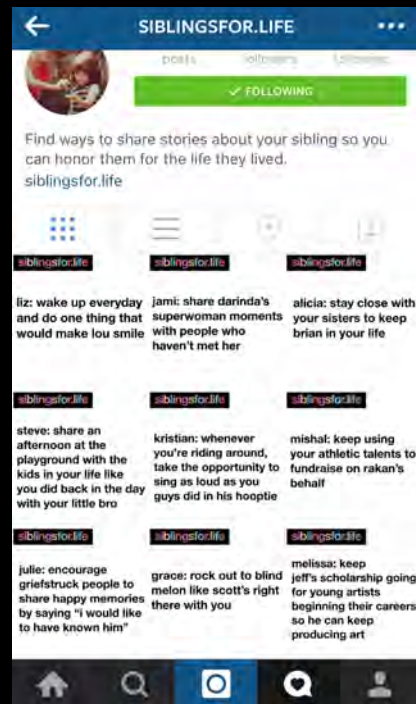 SIBLINGSFOR.LIFE
posts followers following
✓ FOLLOWING
Find ways to share stories about your sibling so you
can honor them for the life they lived.
siblingsfor.life
siblingsfor.life
siblingsfor.life
siblingsfor.life
liz: wake up everyday
and do one thing that
would make lou smile
jami: share darinda's
superwoman moments
with people who
haven't met her
alicia: stay close with
your sisters to keep
brian in your life
siblingsfor.life
siblingsfor.life
siblingsfor.life
steve: share an
afternoon at the
playground with the
kids in your life like
you did back in the day
with your little bro
kristian: whenever
you're riding around,
take the opportunity to
sing as loud as you
guys did in his hooptie
mishal: keep using
your athletic talents to
fundraise on rakan's
behalf
siblingsfor.life
siblingsfor.life
siblingsfor.life
julie: encourage
griefstruck people to
share happy memories
by saying "i would like
to have known him"
grace: rock out to blind
melon like scott's right
there with you
melissa: keep
jeff's scholarship going
for young artists
beginning their careers
so he can keep
producing art